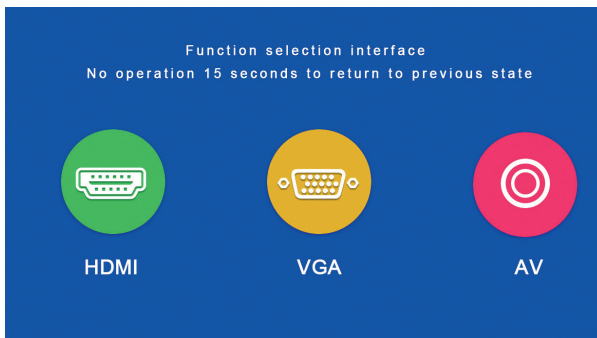 Function selection interface
No operation 15 seconds to return to previous state
HDMI VGA AV